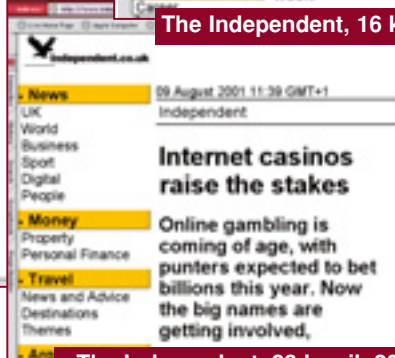 Career
The Independent, 16 k
independent.co.uk
09 August 2001 11:39 GMT+1
Independent
News
UK
World
Business
Sport
Digital
People
Money
Property
Personal Finance
Travel
News and Advice
Destinations
Themes
Internet casinos
raise the stakes
Online gambling is
coming of age, with
punters expected to bet
billions this year. Now
the big names are
getting involved,